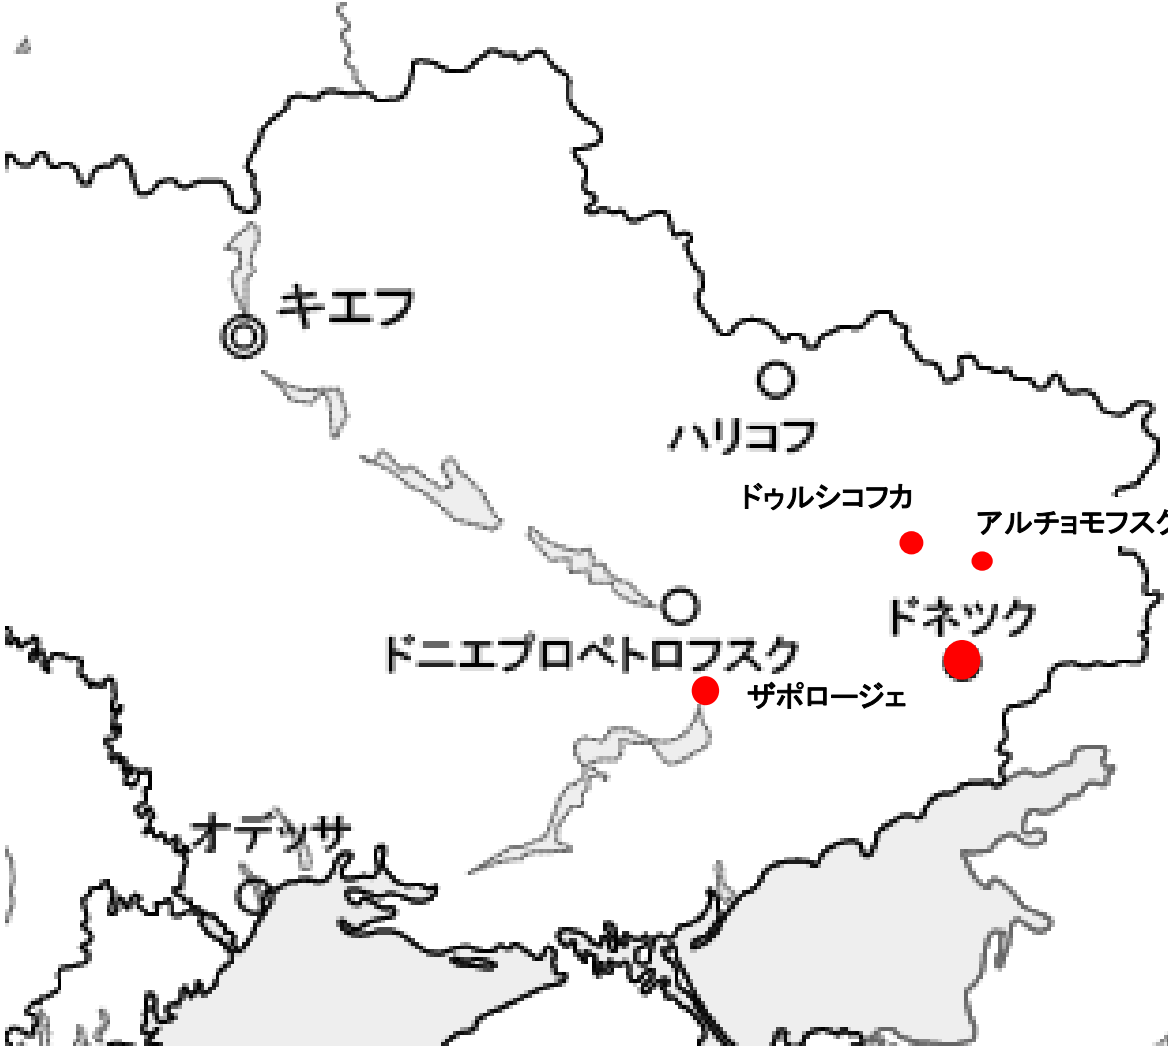 キエフ
ハリコフ
ドゥルシコフカ
アルチョモフスク
ドネツク
ドニエプロペトロフスク
ザポロージェ
オデッサ